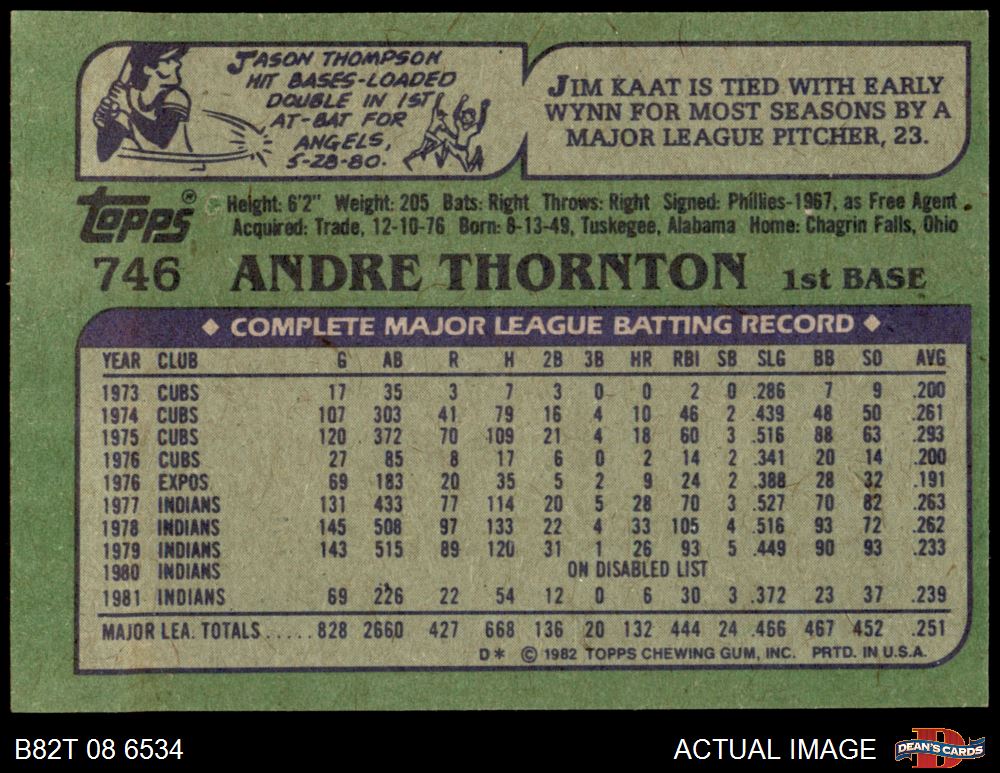 JASON THOMPSON
HIT BASES-LOADED
DOUBLE IN 1ST
AT-BAT FOR
ANGELS,
5-28-80.
JIM KAAT IS TIED WITH EARLY
WYNN FOR MOST SEASONS BY A
MAJOR LEAGUE PITCHER, 23.
Topps® Height: 6'2" Weight: 205 Bats: Right Throws: Right Signed: Phillies-1967, as Free Agent
Acquired: Trade, 12-10-76 Born: 8-13-49, Tuskegee, Alabama Home: Chagrin Falls, Ohio
746 ANDRE THORNTON 1st BASE
◆ COMPLETE MAJOR LEAGUE BATTING RECORD ◆
YEAR CLUB G AB R H 2B 3B HR RBI SB SLG BB SO AVG
1973 CUBS 17 35 3 7 3 0 0 2 0 .286 7 9 .200
1974 CUBS 107 303 41 79 16 4 10 46 2 .439 48 50 .261
1975 CUBS 120 372 70 109 21 4 18 60 3 .516 88 63 .293
1976 CUBS 27 85 8 17 6 0 2 14 2 .341 20 14 .200
1976 EXPOS 69 183 20 35 5 2 9 24 2 .388 28 32 .191
1977 INDIANS 131 433 77 114 20 5 28 70 3 .527 70 82 .263
1978 INDIANS 145 508 97 133 22 4 33 105 4 .516 93 72 .262
1979 INDIANS 143 515 89 120 31 1 26 93 5 .449 90 93 .233
1980 INDIANS ON DISABLED LIST
1981 INDIANS 69 226 22 54 12 0 6 30 3 .372 23 37 .239
MAJOR LEA. TOTALS..... 828 2660 427 668 136 20 132 444 24 .466 467 452 .251
D* © 1982 TOPPS CHEWING GUM, INC. PRTD. IN U.S.A.
B82T 08 6534 ACTUAL IMAGE DEAN'S CARDS